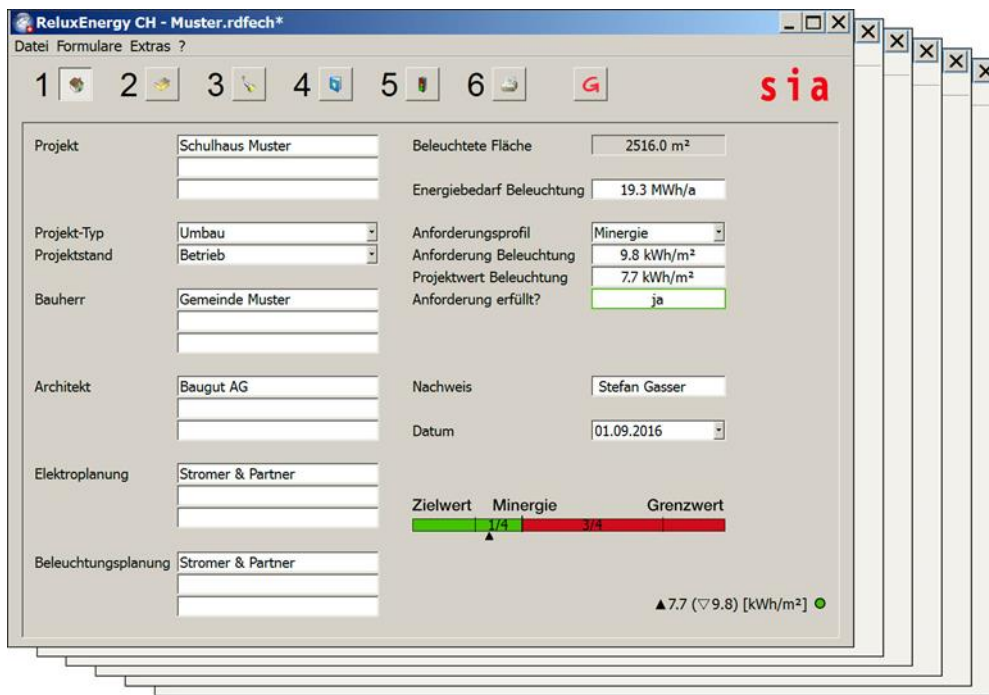 ReluxEnergy CH - Muster.rdfech*
Datei Formulare Extras ?
1 2 3 4 5 6 G sia
Projekt Schulhaus Muster
Projekt-Typ Umbau
Projektstand Betrieb
Bauherr Gemeinde Muster
Architekt Baugut AG
Elektroplanung Stromer & Partner
Beleuchtungsplanung Stromer & Partner
Beleuchtete Fläche 2516.0 m²
Energiebedarf Beleuchtung 19.3 MWh/a
Anforderungsprofil Minergie
Anforderung Beleuchtung 9.8 kWh/m²
Projektwert Beleuchtung 7.7 kWh/m²
Anforderung erfüllt? ja
Nachweis Stefan Gasser
Datum 01.09.2016
Zielwert Minergie Grenzwert
1/4 3/4
▲7.7 (▽9.8) [kWh/m²]